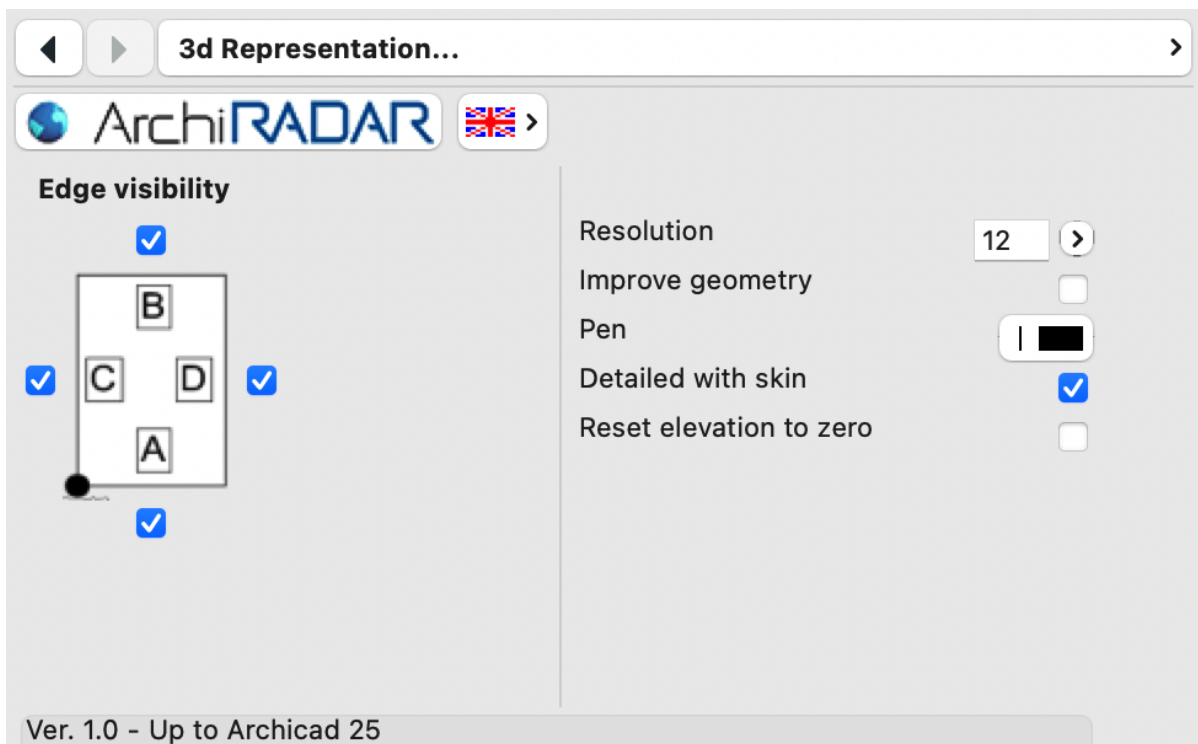 3d Representation...
ArchiRADAR
Edge visibility
B
C D
A
Resolution 12
Improve geometry
Pen
Detailed with skin
Reset elevation to zero
Ver. 1.0 - Up to Archicad 25